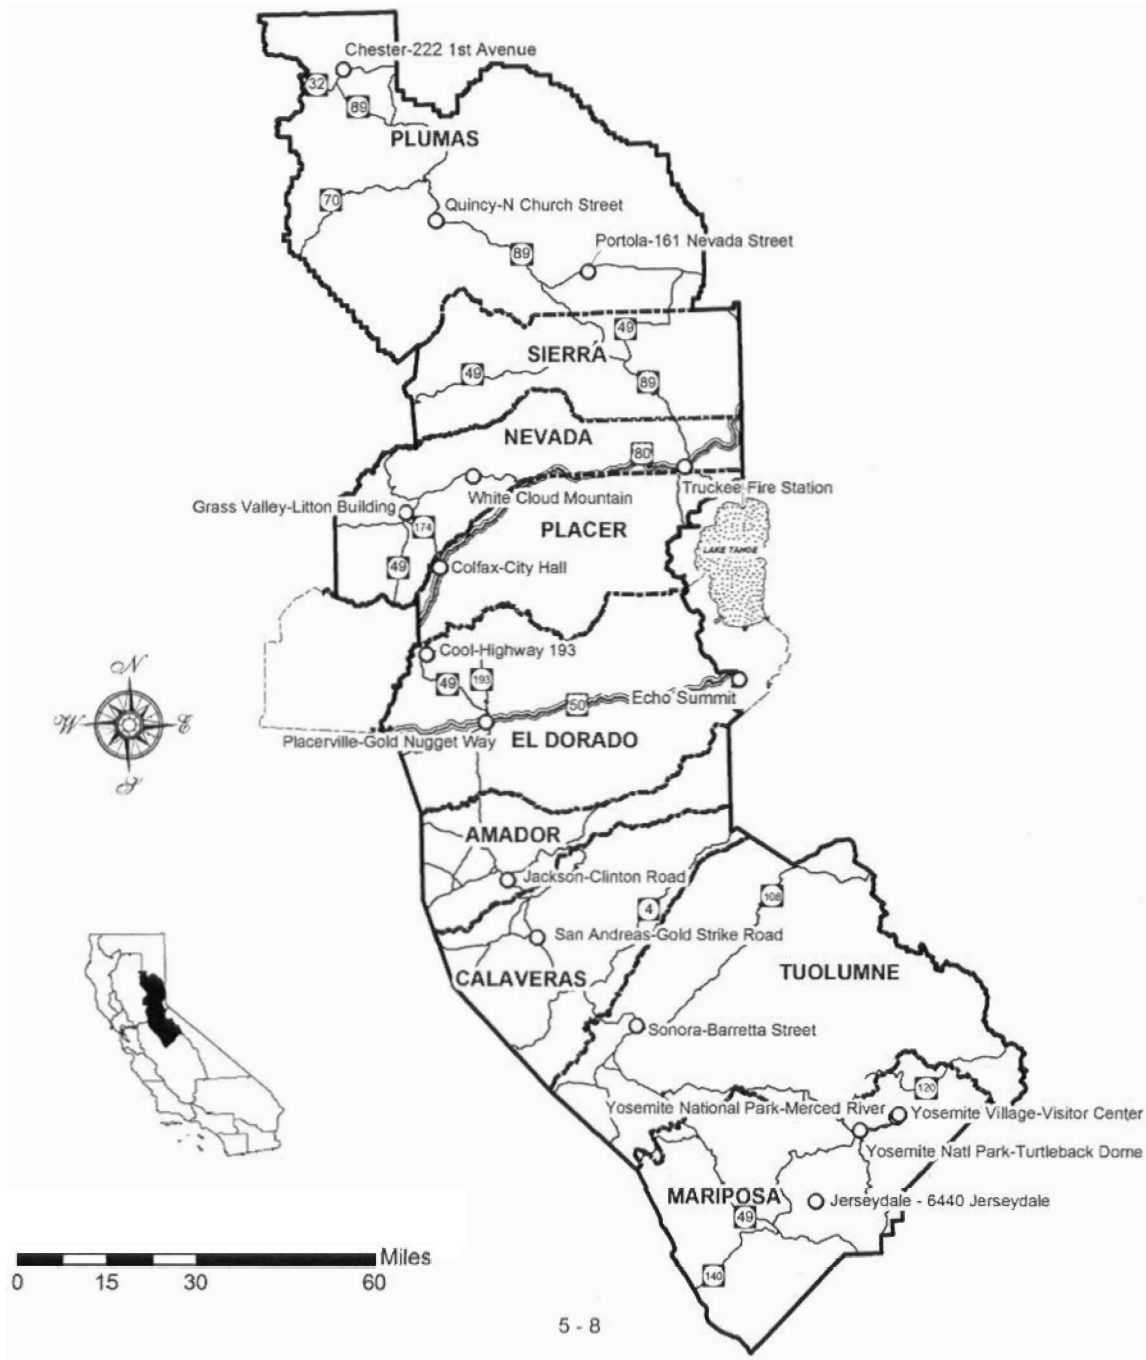 Chester-222 1st Avenue
32
89
PLUMAS
70
Quincy-N Church Street
Portola-161 Nevada Street
89
49
SIERRA
49
89
NEVADA
80
White Cloud Mountain
Truckee Fire Station
Grass Valley-Litton Building
174
PLACER
LAKE TAHOE
49
Colfax-City Hall
Cool-Highway 193
N
W
E
S
49
193
50
Echo Summit
Placerville-Gold Nugget Way
EL DORADO
AMADOR
Jackson-Clinton Road
108
4
San Andreas-Gold Strike Road
CALAVERAS
TUOLUMNE
Sonora-Barretta Street
120
Yosemite National Park-Merced River
Yosemite Village-Visitor Center
Yosemite Natl Park-Turtleback Dome
MARIPOSA
Jerseydale - 6440 Jerseydale
49
140
Miles
0 15 30 60
5 - 8